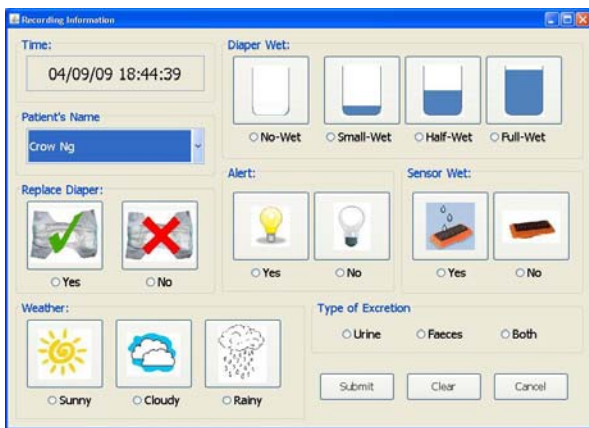 Recording Information
Time:
04/09/09 18:44:39
Patient's Name
Crow Ng
Replace Diaper:
Yes No
Weather:
Sunny Cloudy Rainy
Diaper Wet:
No-Wet Small-Wet Half-Wet Full-Wet
Alert:
Yes No
Sensor Wet:
Yes No
Type of Excretion
Urine Faeces Both
Submit Clear Cancel